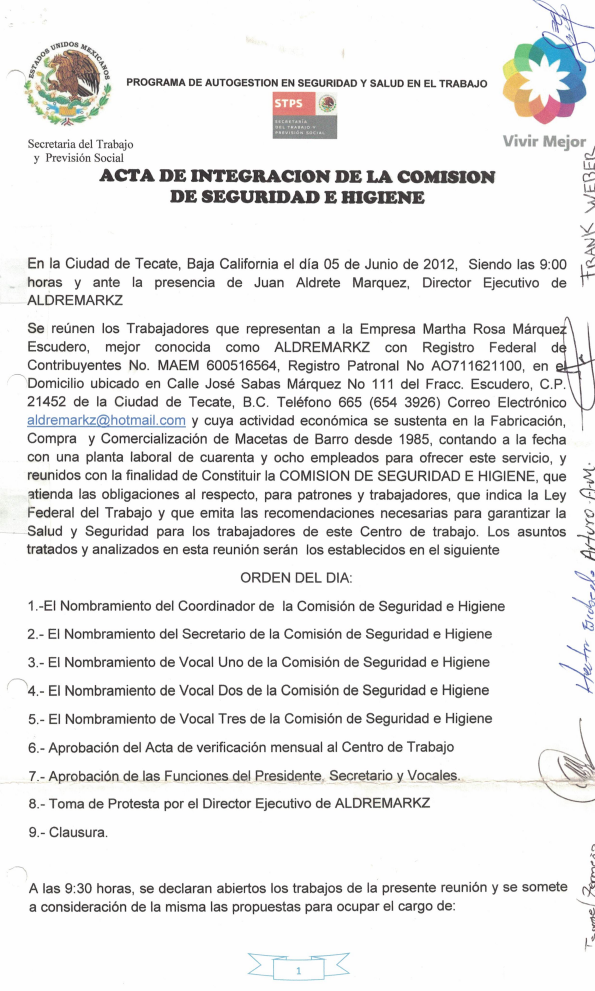 ESTADOS UNIDOS MEXICANOS
PROGRAMA DE AUTOGESTION EN SEGURIDAD Y SALUD EN EL TRABAJO
STPS
SECRETARÍA
DEL TRABAJO Y
PREVISIÓN SOCIAL
Secretaria del Trabajo
y Previsión Social
Vivir Mejor
ACTA DE INTEGRACION DE LA COMISION
DE SEGURIDAD E HIGIENE
En la Ciudad de Tecate, Baja California el día 05 de Junio de 2012, Siendo las 9:00
horas y ante la presencia de Juan Aldrete Marquez, Director Ejecutivo de
ALDREMARKZ
Se reúnen los Trabajadores que representan a la Empresa Martha Rosa Márquez
Escudero, mejor conocida como ALDREMARKZ con Registro Federal de
Contribuyentes No. MAEM 600516564, Registro Patronal No AO711621100, en e
Domicilio ubicado en Calle José Sabas Márquez No 111 del Fracc. Escudero, C.P.
21452 de la Ciudad de Tecate, B.C. Teléfono 665 (654 3926) Correo Electrónico
aldremarkz@hotmail.com y cuya actividad económica se sustenta en la Fabricación,
Compra y Comercialización de Macetas de Barro desde 1985, contando a la fecha
con una planta laboral de cuarenta y ocho empleados para ofrecer este servicio, y
reunidos con la finalidad de Constituir la COMISION DE SEGURIDAD E HIGIENE, que
atienda las obligaciones al respecto, para patrones y trabajadores, que indica la Ley
Federal del Trabajo y que emita las recomendaciones necesarias para garantizar la
Salud y Seguridad para los trabajadores de este Centro de trabajo. Los asuntos
tratados y analizados en esta reunión serán los establecidos en el siguiente
ORDEN DEL DIA:
1.-El Nombramiento del Coordinador de la Comisión de Seguridad e Higiene
2.- El Nombramiento del Secretario de la Comisión de Seguridad e Higiene
3.- El Nombramiento de Vocal Uno de la Comisión de Seguridad e Higiene
4.- El Nombramiento de Vocal Dos de la Comisión de Seguridad e Higiene
5.- El Nombramiento de Vocal Tres de la Comisión de Seguridad e Higiene
6.- Aprobación del Acta de verificación mensual al Centro de Trabajo
7.- Aprobación de las Funciones del Presidente, Secretario y Vocales.
8.- Toma de Protesta por el Director Ejecutivo de ALDREMARKZ
9.- Clausura.
A las 9:30 horas, se declaran abiertos los trabajos de la presente reunión y se somete
a consideración de la misma las propuestas para ocupar el cargo de:
1
FRANK WEBER
Arturo A.M.
Hector